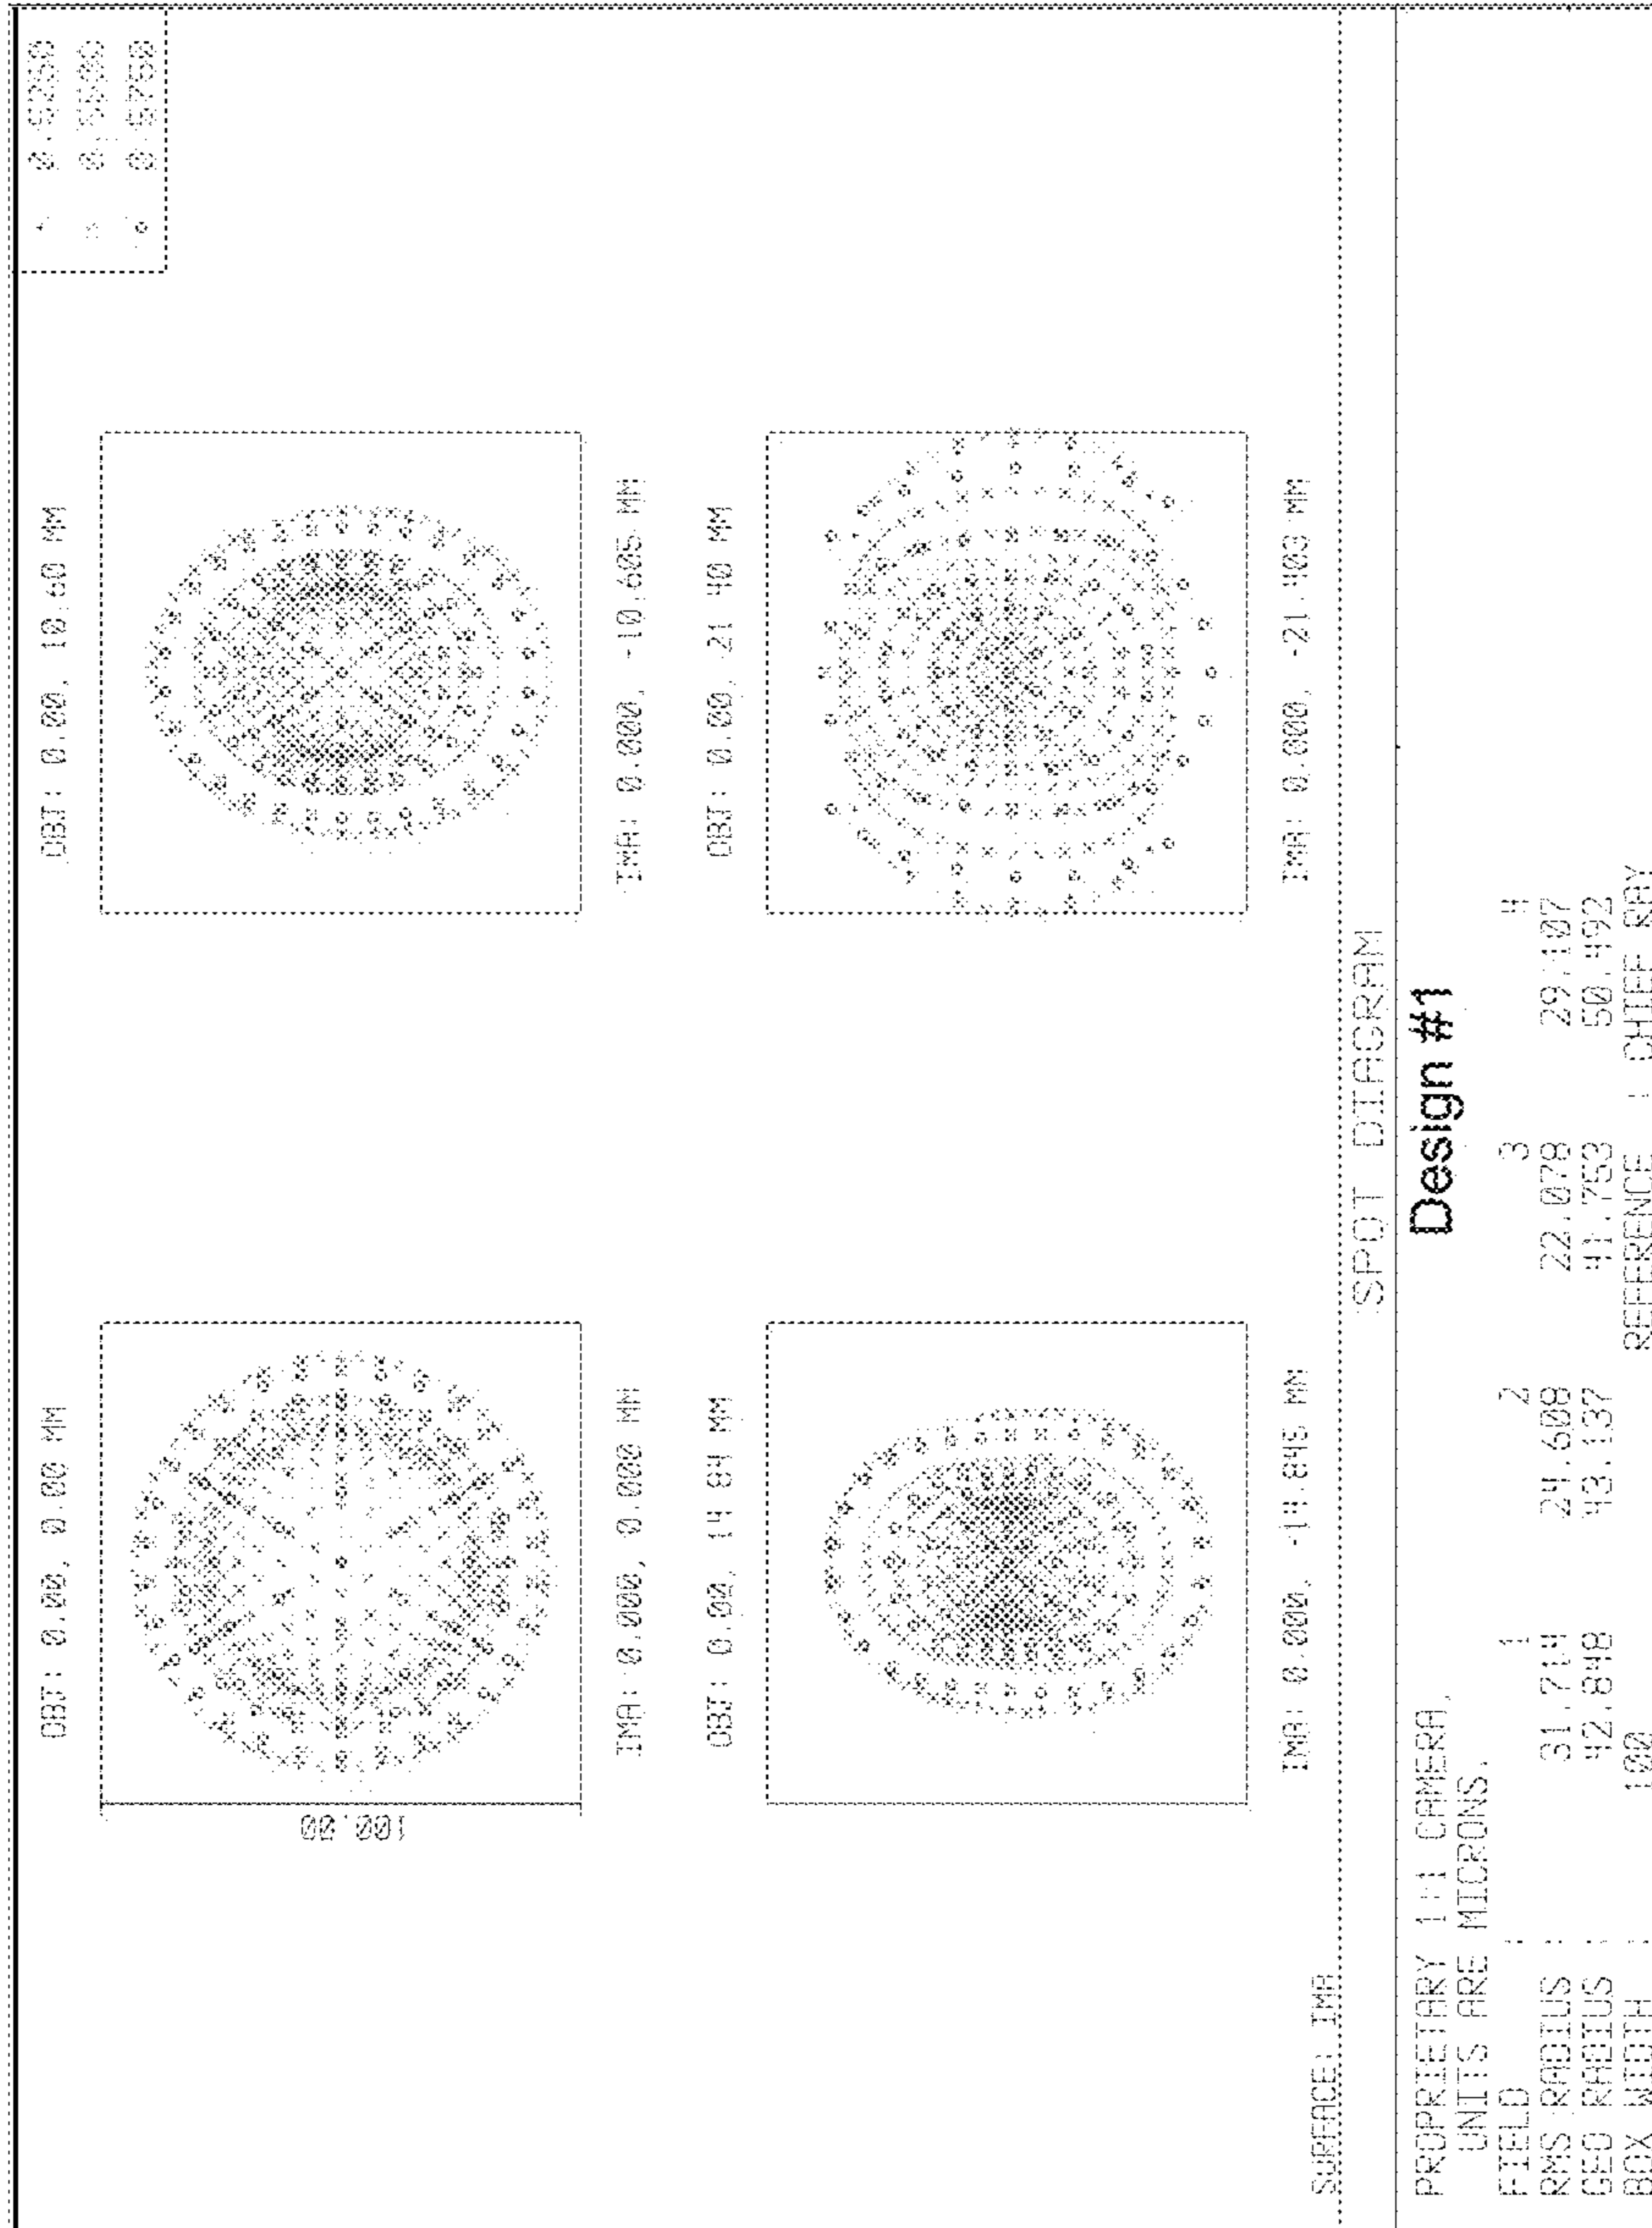 + 0.5250
× 0.5500
0.5750
OBJ: 0.00, 0.00 MM
OBJ: 0.00, 10.60 MM
100.00
IMA: 0.000, 0.000 MM
IMA: 0.000, -10.605 MM
OBJ: 0.00, 14.84 MM
OBJ: 0.00, 21.40 MM
IMA: 0.000, -14.845 MM
IMA: 0.000, -21.403 MM
SURFACE: IMA
SPOT DIAGRAM
Design #1
PROPRIETARY 1:1 CAMERA.
UNITS ARE MICRONS.
FIELD : 1 2 3 4
RMS RADIUS : 31.714 24.608 22.078 29.107
GEO RADIUS : 42.848 43.137 41.753 50.492
BOX WIDTH : 100 REFERENCE : CHIEF RAY